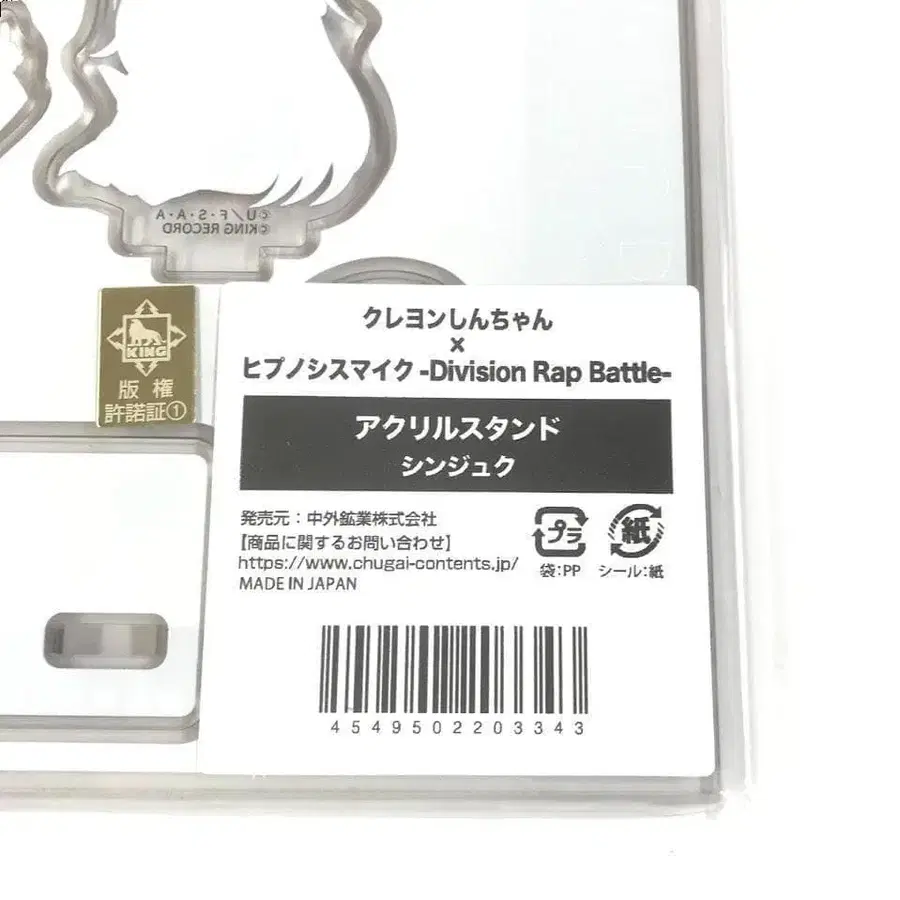 ©U/F・S・A・A
©KING RECORD
KING
版 権
許諾証①
クレヨンしんちゃん
×
ヒプノシスマイク -Division Rap Battle-
アクリルスタンド
シンジュク
発売元：中外鉱業株式会社
【商品に関するお問い合わせ】
https://www.chugai-contents.jp/
MADE IN JAPAN
プラ
袋：PP
紙
シール：紙
4549502203343